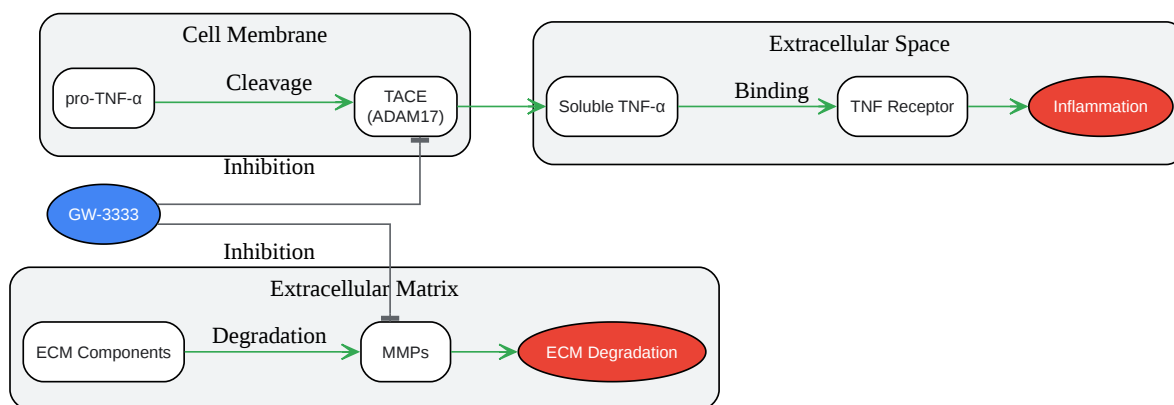 Cell Membrane
pro-TNF-α
Cleavage
TACE
(ADAM17)
Extracellular Space
Soluble TNF-α
Binding
TNF Receptor
Inflammation
Inhibition
GW-3333
Inhibition
Extracellular Matrix
ECM Components
Degradation
MMPs
ECM Degradation